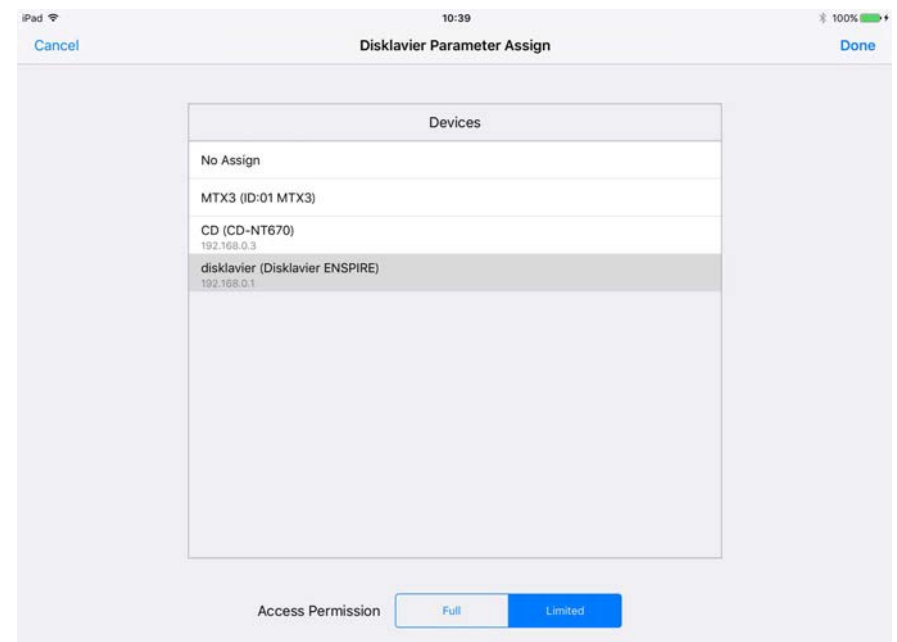 iPad 10:39 100%
Cancel Disklavier Parameter Assign Done
Devices
No Assign
MTX3 (ID:01 MTX3)
CD (CD-NT670)
192.168.0.3
disklavier (Disklavier ENSPIRE)
192.168.0.1
Access Permission Full Limited